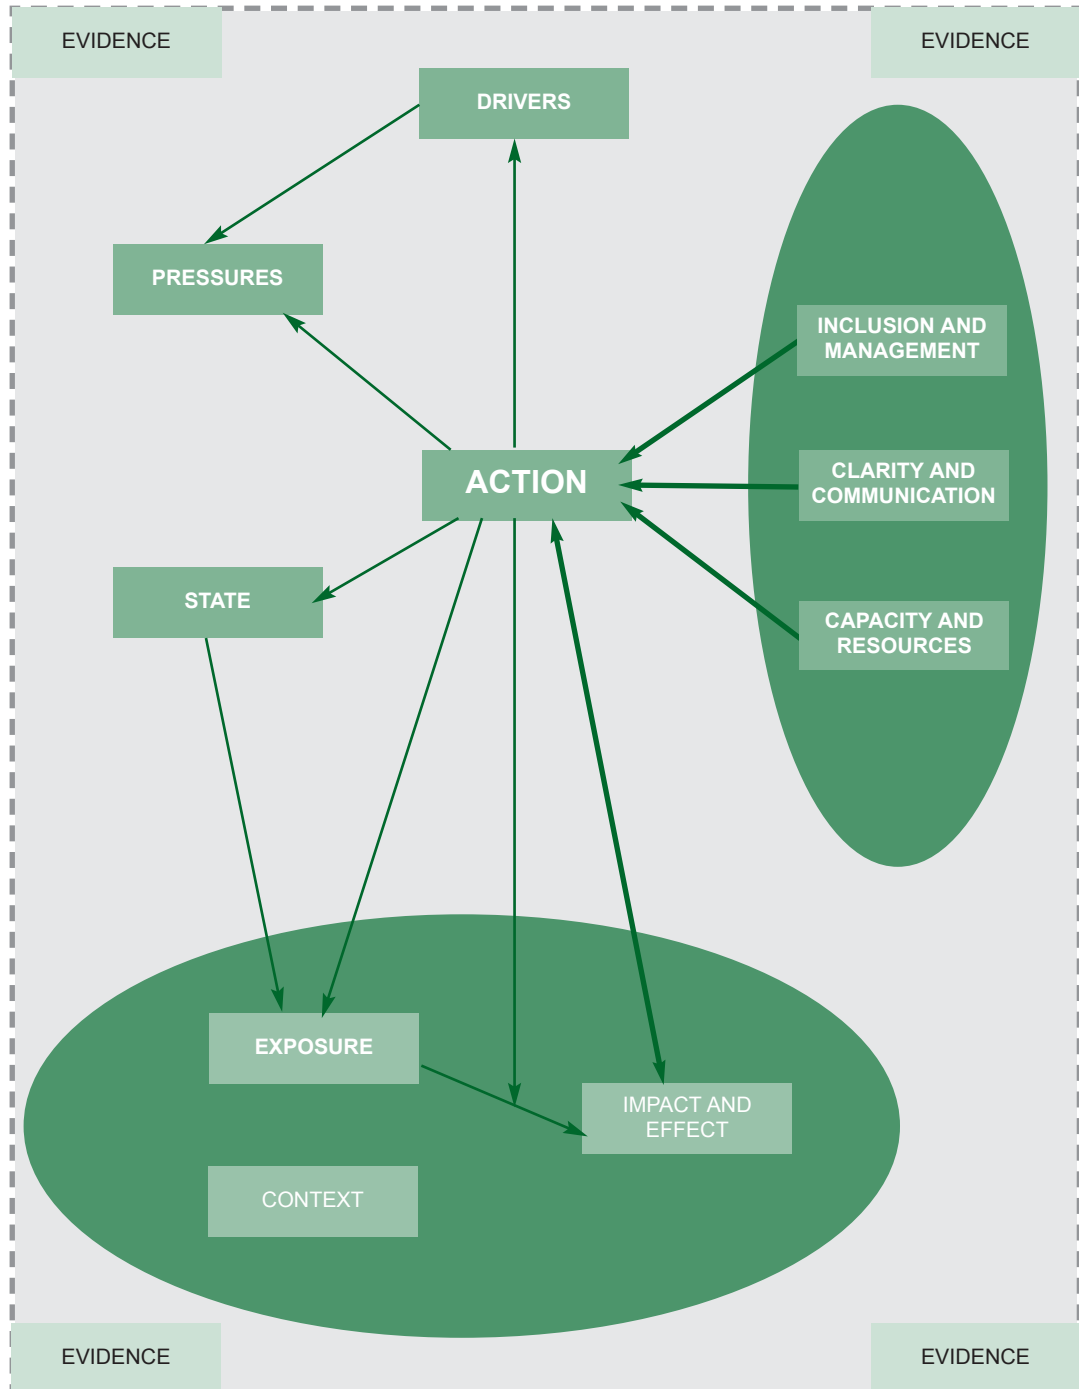 EVIDENCE
EVIDENCE
DRIVERS
PRESSURES
INCLUSION AND
MANAGEMENT
ACTION
CLARITY AND
COMMUNICATION
STATE
CAPACITY AND
RESOURCES
EXPOSURE
IMPACT AND
EFFECT
CONTEXT
EVIDENCE
EVIDENCE